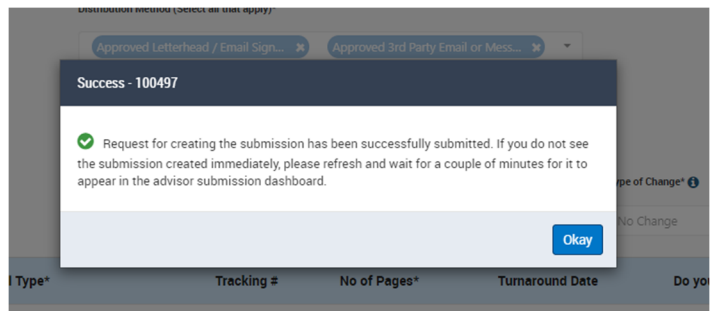 Distribution Method (Select all that apply)*
Approved Letterhead / Email Sign... × Approved 3rd Party Email or Mess... ×
Success - 100497
Request for creating the submission has been successfully submitted. If you do not see
the submission created immediately, please refresh and wait for a couple of minutes for it to
appear in the advisor submission dashboard.
ype of Change*
No Change
Okay
l Type* Tracking # No of Pages* Turnaround Date Do you